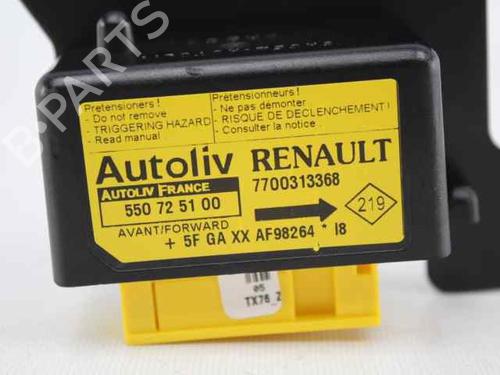 B-PARTS
Pretensioners !
- Do not remove
- TRIGGERING HAZARD
- Read manual
Prétensionneurs !
- Ne pas démonter
- RISQUE DE DECLENCHEMENT !
- Consulter la notice
Autoliv RENAULT
AUTOLIV FRANCE
7700313368
550 72 51 00
219
AVANT/FORWARD
+ 5F GA XX AF98264 * I8
05
TX76_2